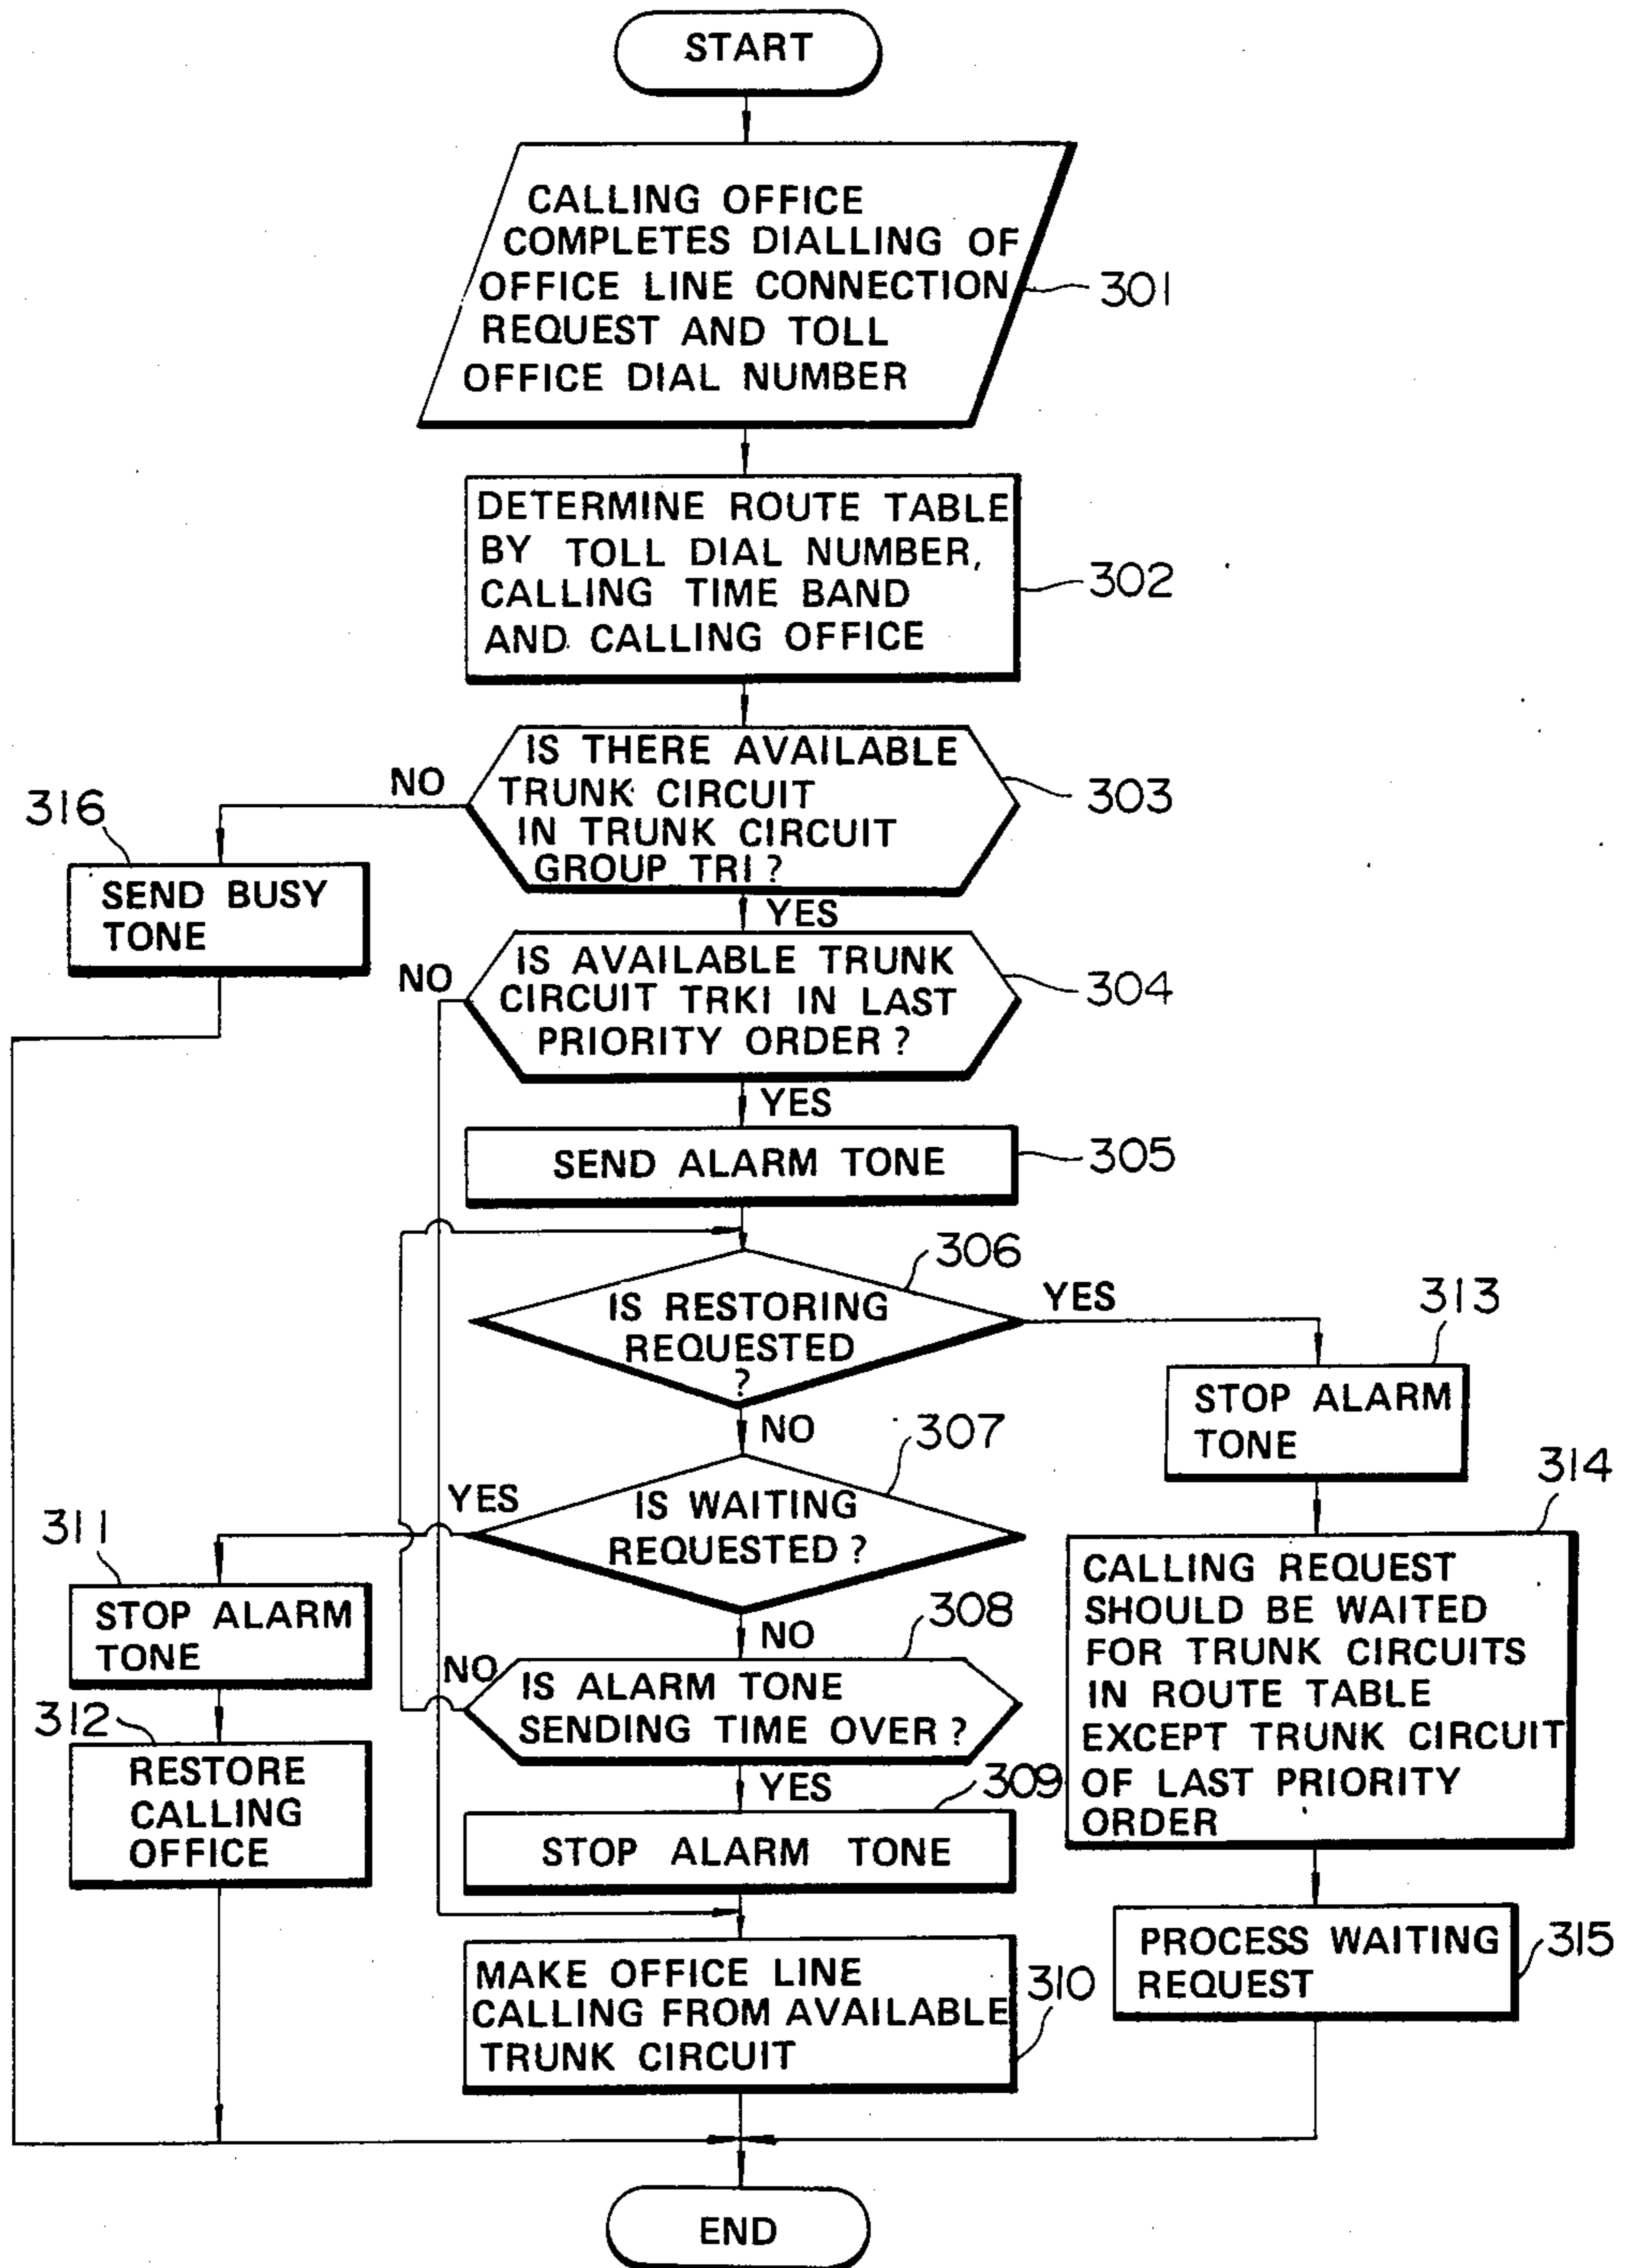 START
CALLING OFFICE
COMPLETES DIALLING OF
OFFICE LINE CONNECTION
REQUEST AND TOLL
OFFICE DIAL NUMBER
301
DETERMINE ROUTE TABLE
BY TOLL DIAL NUMBER,
CALLING TIME BAND
AND CALLING OFFICE
302
IS THERE AVAILABLE
TRUNK CIRCUIT
IN TRUNK CIRCUIT
GROUP TRI ?
303
NO
316
SEND BUSY
TONE
YES
IS AVAILABLE TRUNK
CIRCUIT TRKI IN LAST
PRIORITY ORDER ?
304
NO
YES
SEND ALARM TONE
305
IS RESTORING
REQUESTED
?
306
YES
313
STOP ALARM
TONE
NO
307
IS WAITING
REQUESTED ?
YES
311
STOP ALARM
TONE
314
CALLING REQUEST
SHOULD BE WAITED
FOR TRUNK CIRCUITS
IN ROUTE TABLE
EXCEPT TRUNK CIRCUIT
OF LAST PRIORITY
ORDER
NO
308
NO
IS ALARM TONE
SENDING TIME OVER ?
312
RESTORE
CALLING
OFFICE
YES
309
STOP ALARM TONE
MAKE OFFICE LINE
CALLING FROM AVAILABLE
TRUNK CIRCUIT
310
PROCESS WAITING
REQUEST
315
END